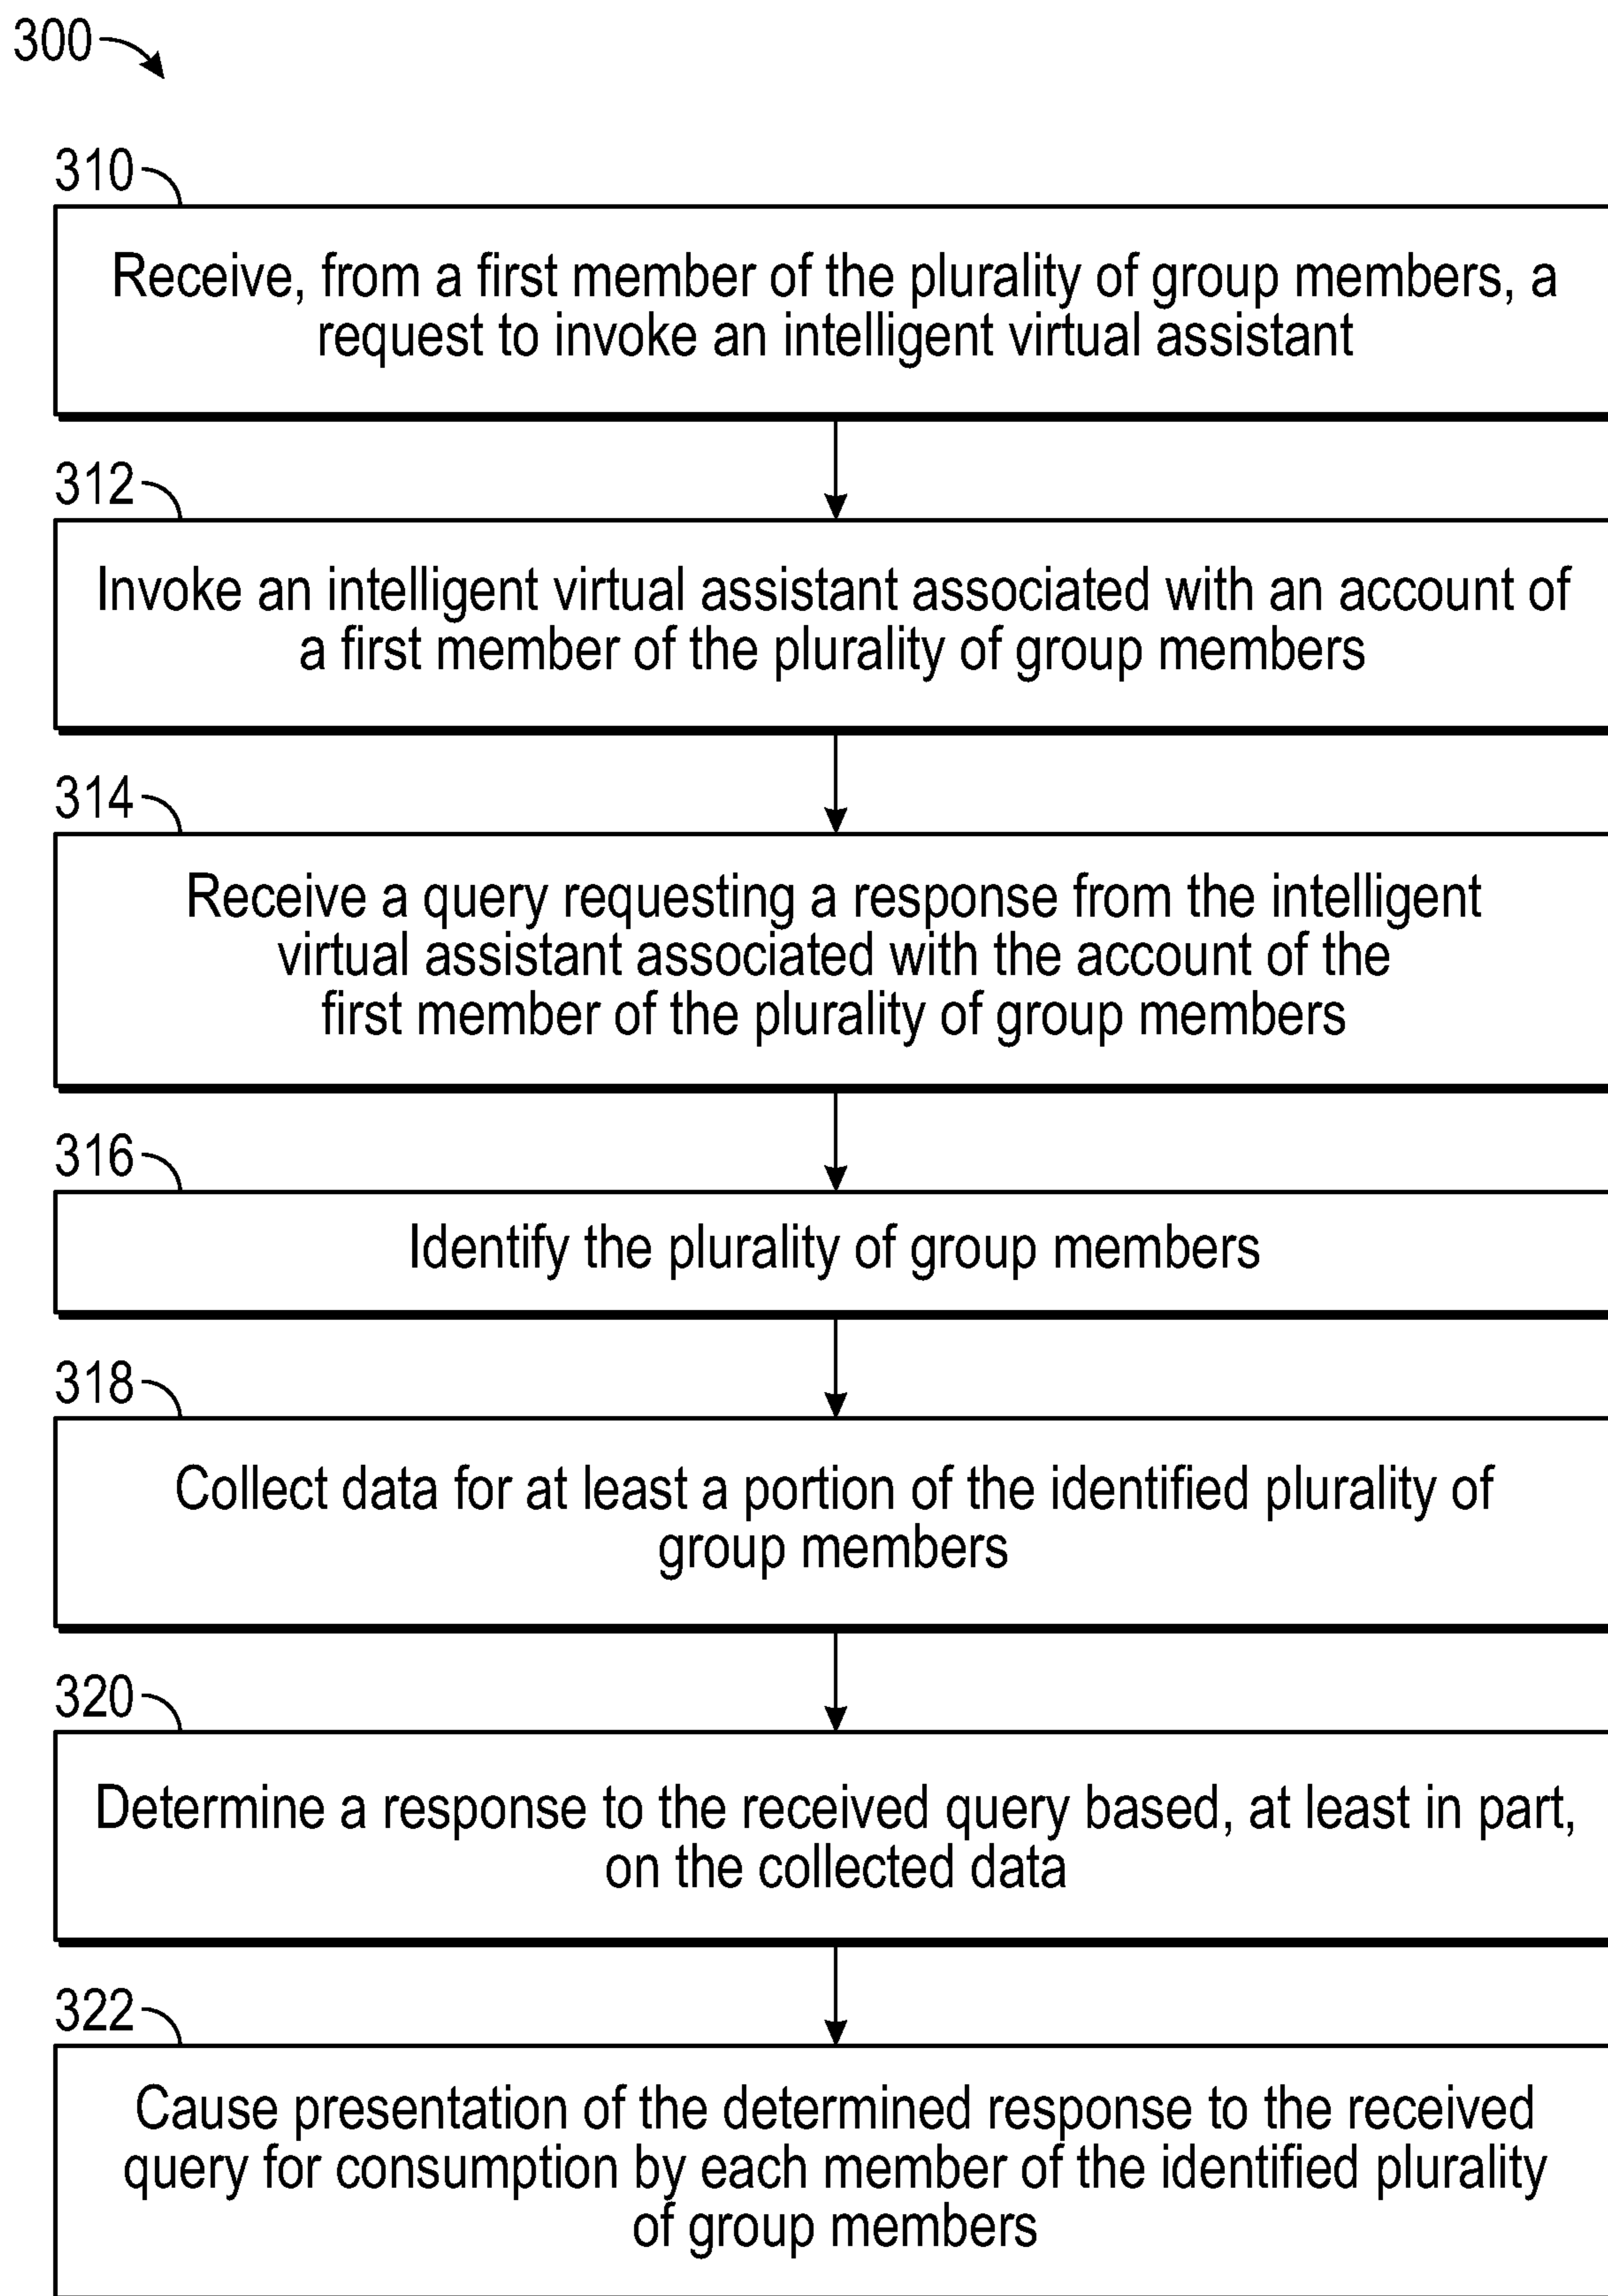 300
310
Receive, from a first member of the plurality of group members, a
request to invoke an intelligent virtual assistant
312
Invoke an intelligent virtual assistant associated with an account of
a first member of the plurality of group members
314
Receive a query requesting a response from the intelligent
virtual assistant associated with the account of the
first member of the plurality of group members
316
Identify the plurality of group members
318
Collect data for at least a portion of the identified plurality of
group members
320
Determine a response to the received query based, at least in part,
on the collected data
322
Cause presentation of the determined response to the received
query for consumption by each member of the identified plurality
of group members